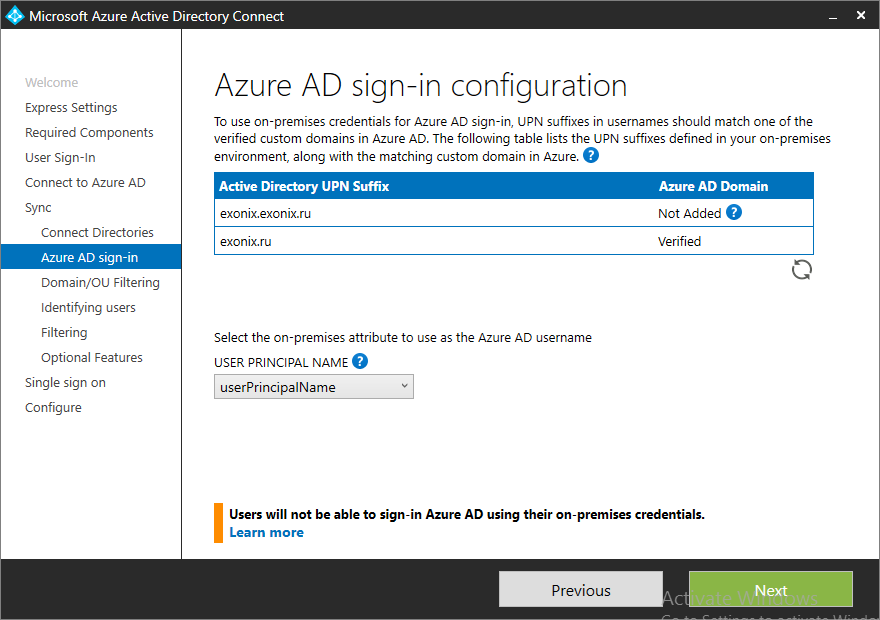 Microsoft Azure Active Directory Connect
Welcome
Express Settings
Required Components
User Sign-In
Connect to Azure AD
Sync
Connect Directories
Azure AD sign-in
Domain/OU Filtering
Identifying users
Filtering
Optional Features
Single sign on
Configure
Azure AD sign-in configuration
To use on-premises credentials for Azure AD sign-in, UPN suffixes in usernames should match one of the
verified custom domains in Azure AD. The following table lists the UPN suffixes defined in your on-premises
environment, along with the matching custom domain in Azure. ?
Active Directory UPN Suffix Azure AD Domain
exonix.exonix.ru Not Added ?
exonix.ru Verified
Select the on-premises attribute to use as the Azure AD username
USER PRINCIPAL NAME ?
userPrincipalName
Users will not be able to sign-in Azure AD using their on-premises credentials.
Learn more
Previous Next
Activate Windows
Go to Settings to activate Windo